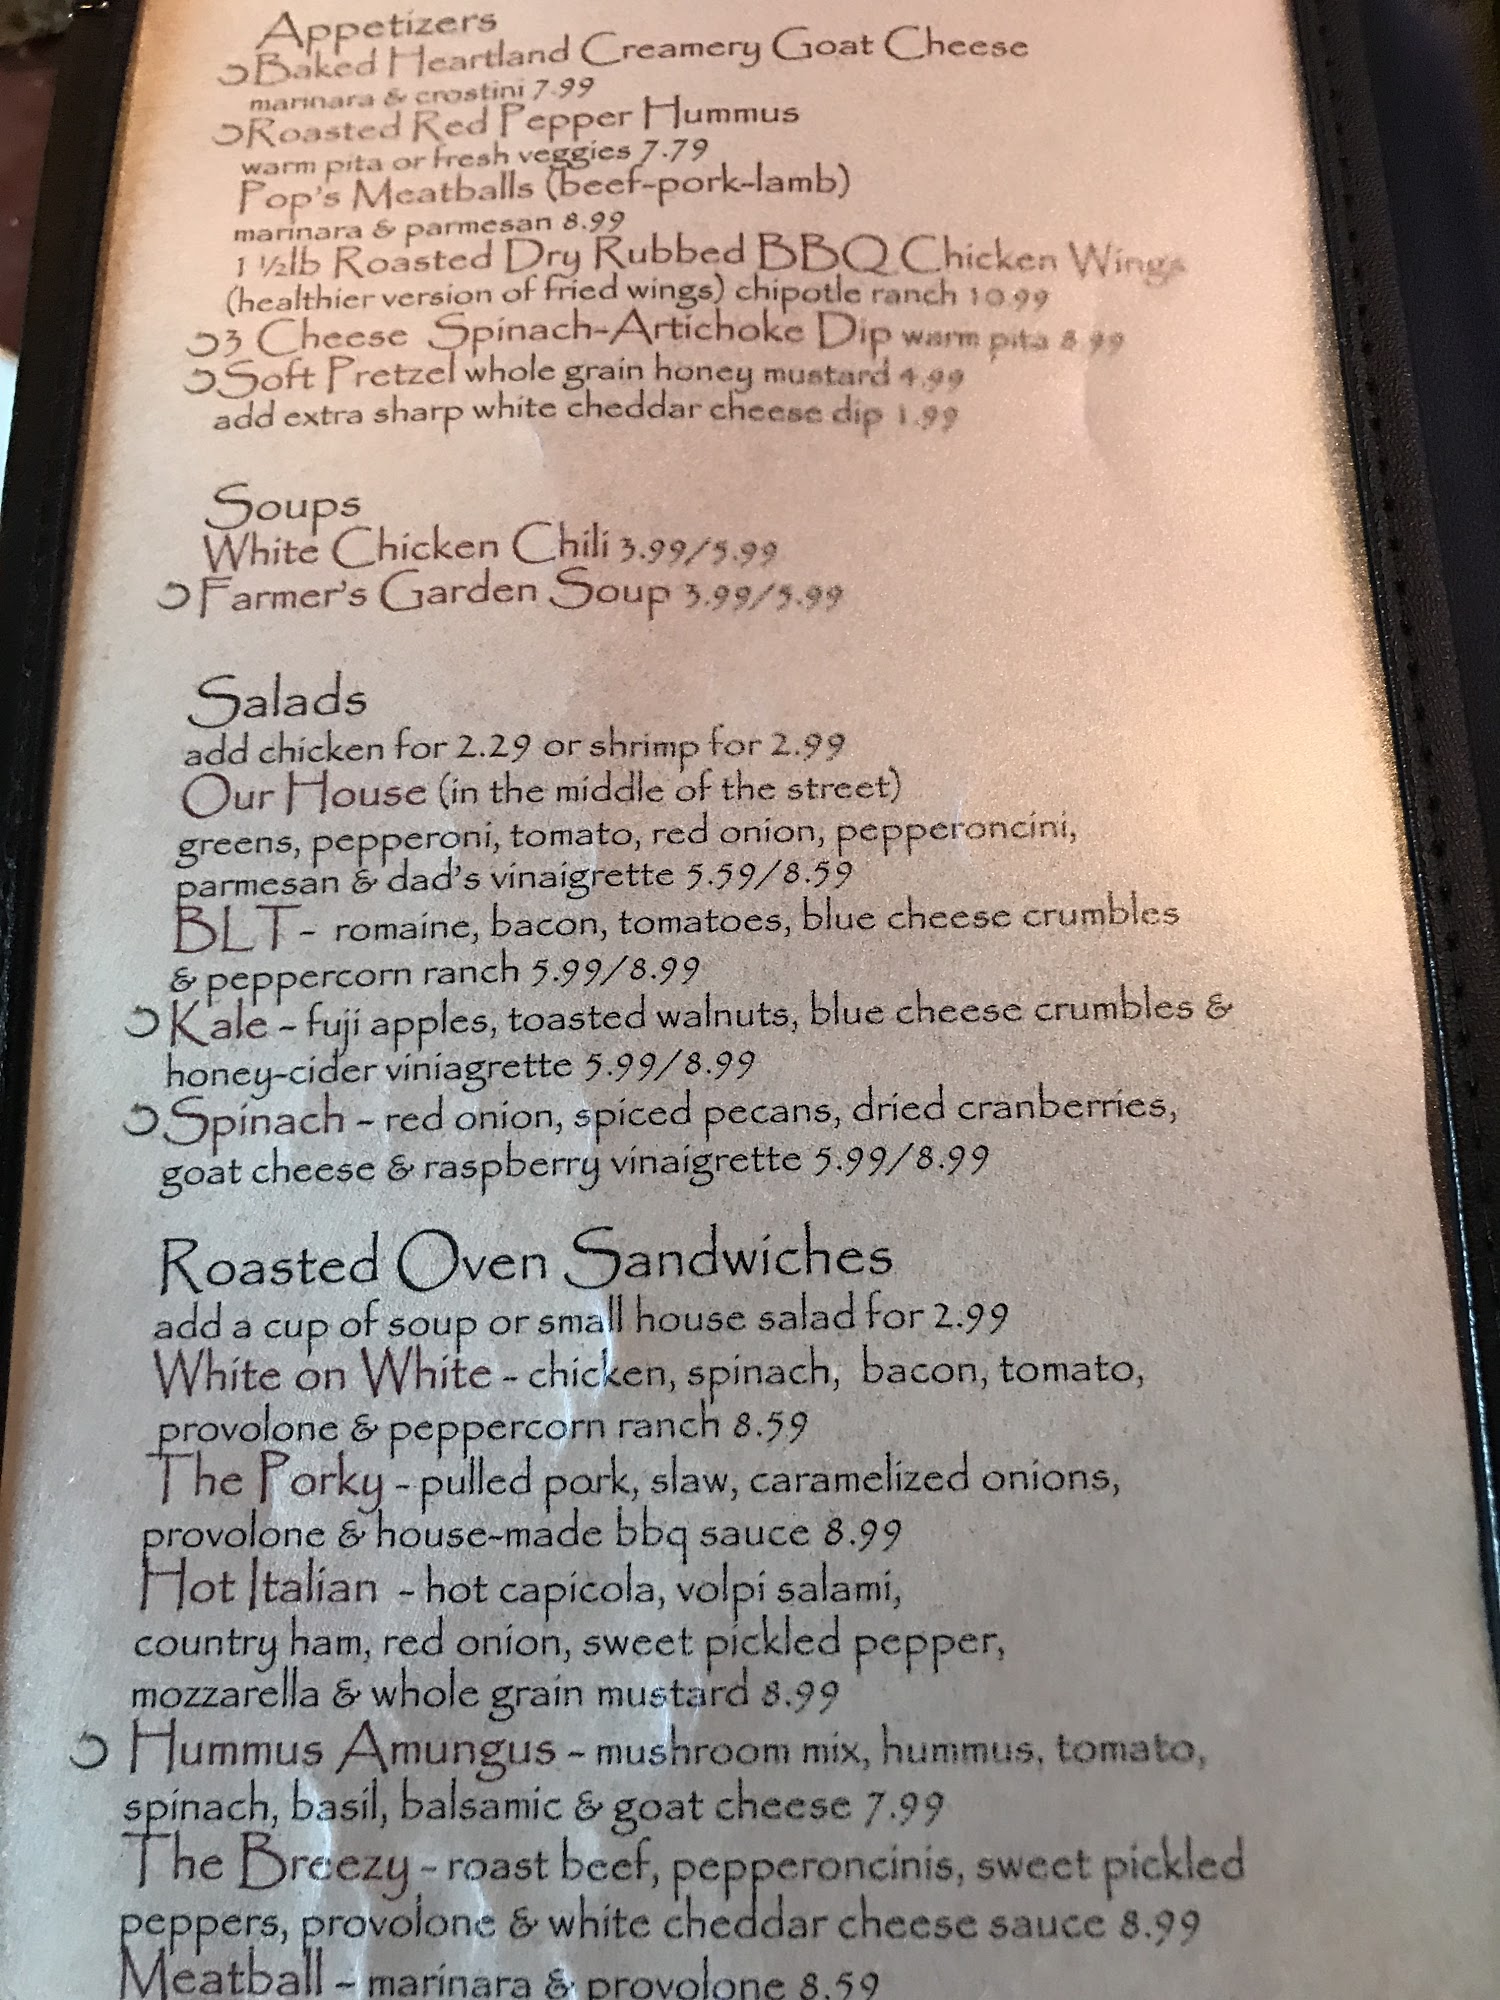 Appetizers
Baked Heartland Creamery Goat Cheese
marinara & crostini 7.99
Roasted Red Pepper Hummus
warm pita or fresh veggies 7.79
Pop's Meatballs (beef-pork-lamb)
marinara & parmesan 8.99
1 ½lb Roasted Dry Rubbed BBQ Chicken Wings
(healthier version of fried wings) chipotle ranch 10.99
3 Cheese Spinach-Artichoke Dip warm pita 8.99
Soft Pretzel whole grain honey mustard 4.99
add extra sharp white cheddar cheese dip 1.99
Soups
White Chicken Chili 3.99/5.99
Farmer's Garden Soup 3.99/5.99
Salads
add chicken for 2.29 or shrimp for 2.99
Our House (in the middle of the street)
greens, pepperoni, tomato, red onion, pepperoncini,
parmesan & dad's vinaigrette 5.59/8.59
BLT - romaine, bacon, tomatoes, blue cheese crumbles
& peppercorn ranch 5.99/8.99
Kale - fuji apples, toasted walnuts, blue cheese crumbles &
honey-cider viniagrette 5.99/8.99
Spinach - red onion, spiced pecans, dried cranberries,
goat cheese & raspberry vinaigrette 5.99/8.99
Roasted Oven Sandwiches
add a cup of soup or small house salad for 2.99
White on White - chicken, spinach, bacon, tomato,
provolone & peppercorn ranch 8.59
The Porky - pulled pork, slaw, caramelized onions,
provolone & house-made bbq sauce 8.99
Hot Italian - hot capicola, volpi salami,
country ham, red onion, sweet pickled pepper,
mozzarella & whole grain mustard 8.99
Hummus Amungus - mushroom mix, hummus, tomato,
spinach, basil, balsamic & goat cheese 7.99
The Breezy - roast beef, pepperoncinis, sweet pickled
peppers, provolone & white cheddar cheese sauce 8.99
Meatball - marinara & provolone 8.59